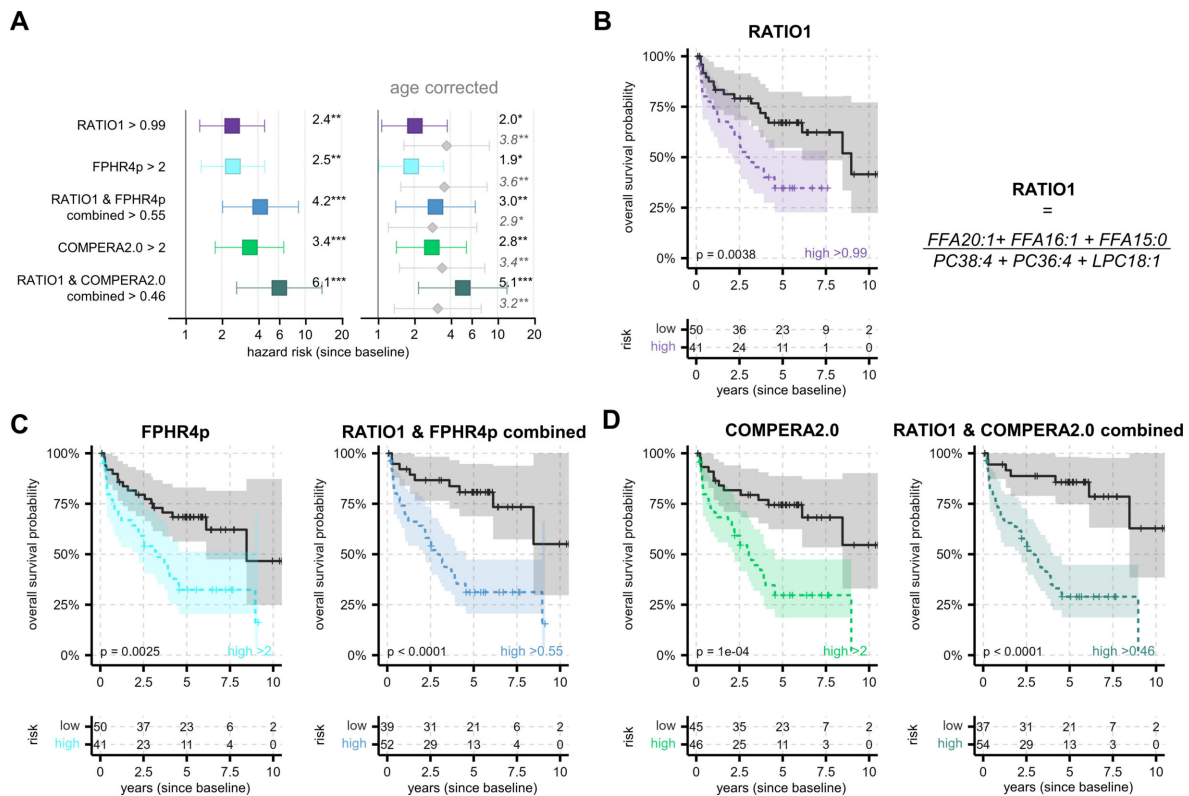 A
age corrected
RATIO1 > 0.99
2.4**
2.0*
3.8**
FPHR4p > 2
2.5**
1.9*
3.6**
RATIO1 & FPHR4p
combined > 0.55
4.2***
3.0**
2.9*
COMPERA2.0 > 2
3.4***
2.8**
3.4**
RATIO1 & COMPERA2.0
combined > 0.46
6.1***
5.1***
3.2**
1 2 4 6 10 20 1 2 4 6 10 20
hazard risk (since baseline)
B
RATIO1
overall survival probability
100%
75%
50%
25%
0%
p = 0.0038
high >0.99
0 2.5 5 7.5 10
risk
low 50 36 23 9 2
high 41 24 11 1 0
0 2.5 5 7.5 10
years (since baseline)
RATIO1
=
FFA20:1+ FFA16:1 + FFA15:0
PC38:4 + PC36:4 + LPC18:1
C
FPHR4p
overall survival probability
100%
75%
50%
25%
0%
p = 0.0025
high >2
0 2.5 5 7.5 10
risk
low 50 37 23 6 2
high 41 23 11 4 0
0 2.5 5 7.5 10
years (since baseline)
RATIO1 & FPHR4p combined
overall survival probability
100%
75%
50%
25%
0%
p < 0.0001
high >0.55
0 2.5 5 7.5 10
risk
low 39 31 21 6 2
high 52 29 13 4 0
0 2.5 5 7.5 10
years (since baseline)
D
COMPERA2.0
overall survival probability
100%
75%
50%
25%
0%
p = 1e-04
high >2
0 2.5 5 7.5 10
risk
low 45 35 23 7 2
high 46 25 11 3 0
0 2.5 5 7.5 10
years (since baseline)
RATIO1 & COMPERA2.0 combined
overall survival probability
100%
75%
50%
25%
0%
p < 0.0001
high >0.46
0 2.5 5 7.5 10
risk
low 37 31 21 7 2
high 54 29 13 3 0
0 2.5 5 7.5 10
years (since baseline)